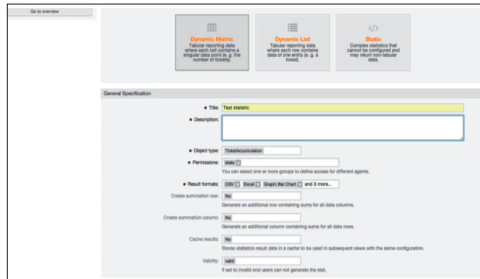 Go to overview
Dynamic Matrix
Tabular reporting data
where each cell contains a
singular data point (e. g. the
number of tickets).
Dynamic List
Tabular reporting data
where each row contains
data of one entity (e. g. a
ticket).
Static
Complex statistics that
cannot be configured and
may return non-tabular
data.
General Specification
★ Title: Test statistic
★ Description:
★ Object type: TicketAccumulation
★ Permissions: stats
You can select one or more groups to define access for different agents.
★ Result formats: CSV Excel Graph: Bar Chart and 3 more...
Create summation row: No
Generate an additional row containing sums for all data columns.
Create summation column: No
Generate an additional column containing sums for all data rows.
Cache results: No
Stores statistics result data in a cache to be used in subsequent views with the same configuration.
Validity: valid
If set to invalid end users can not generate the stat.